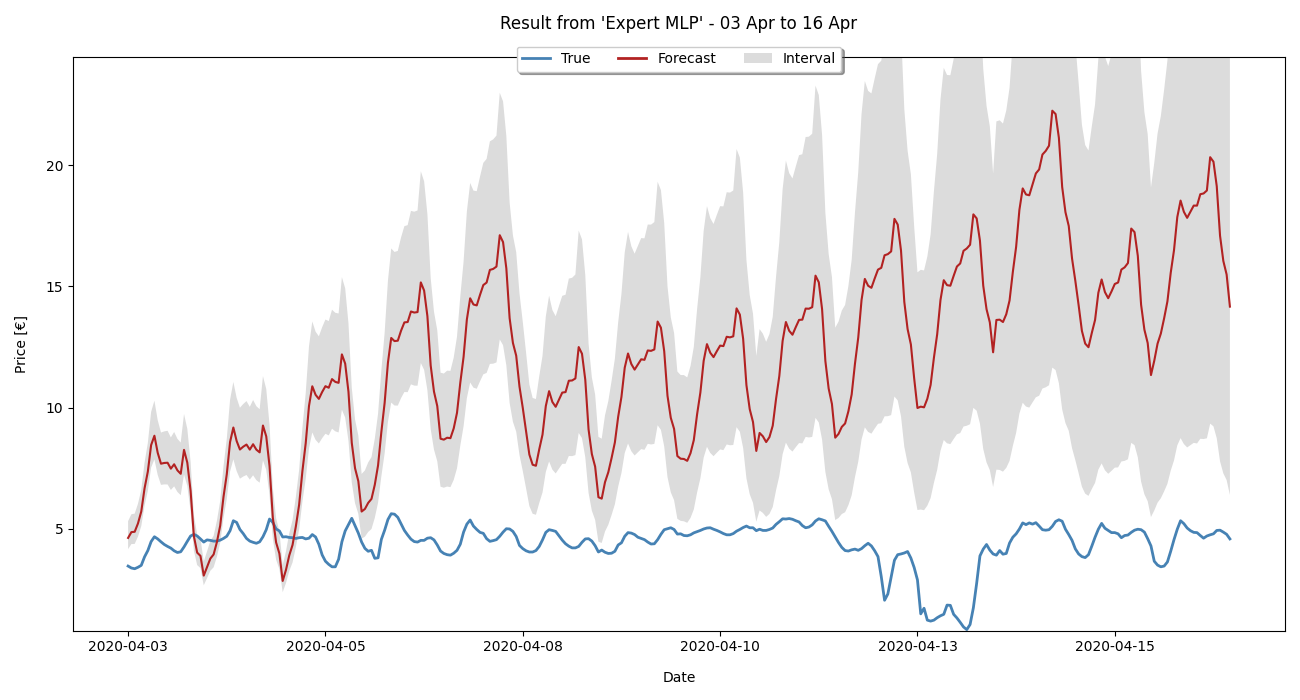 Result from 'Expert MLP' - 03 Apr to 16 Apr
True Forecast Interval
Price [€]
20
15
10
5
2020-04-03 2020-04-05 2020-04-08 2020-04-10 2020-04-13 2020-04-15
Date